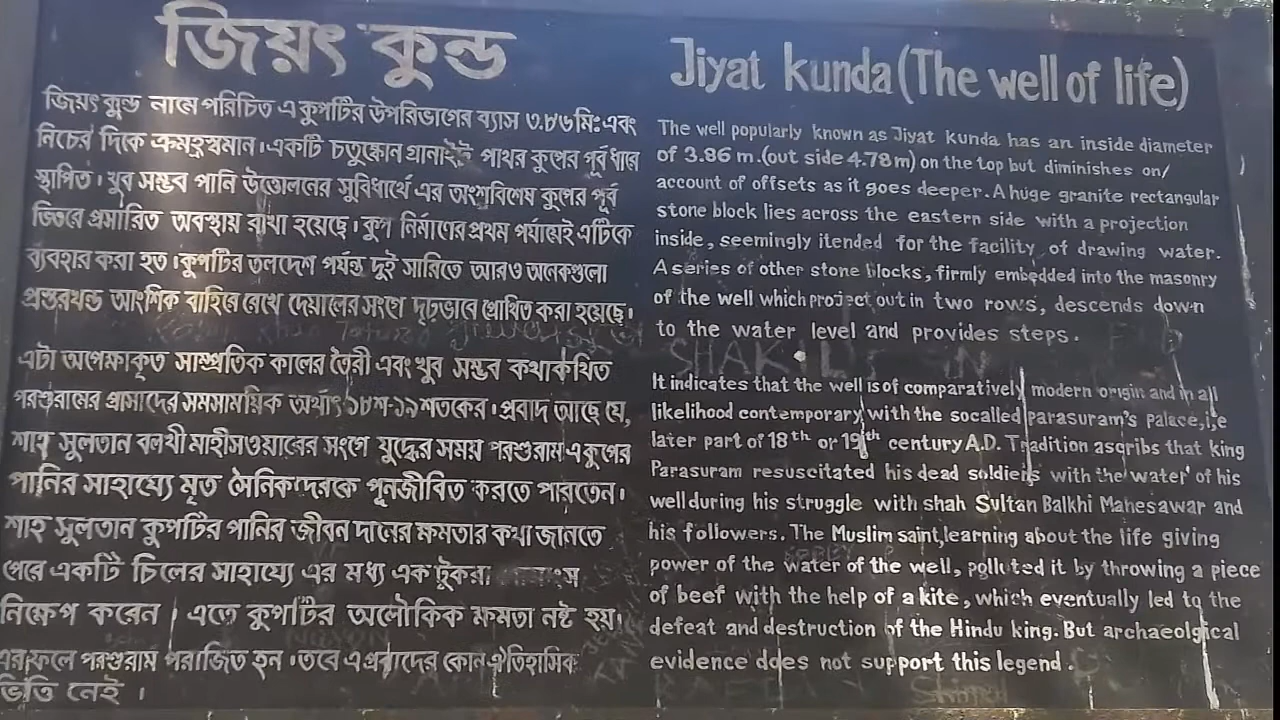 জিয়ৎ কুন্ড
জিয়ৎ কুন্ড নামে পরিচিত এ কুপটির উপরিভাগের ব্যাস ৩.৮৬মিঃ এবং
নিচের দিকে ক্রমহ্রস্বমান। একটি চতুষ্কোন গ্রানাইট পাথর কুপের পূর্ব ধারে
স্থাপিত। খুব সম্ভব পানি উত্তোলনের সুবিধার্থে এর অংশবিশেষ কুপের পূর্ব
ভিতরে প্রসারিত অবস্থায় রাখা হয়েছে। কুপ নির্মাণের প্রথম পর্যায়েই এটিকে
ব্যবহার করা হত। কুপটির তলদেশ পর্যন্ত দুই সারিতে আরও অনেকগুলো
প্রস্তরখন্ড আংশিক বাহিরে রেখে দেয়ালের সংগে দৃঢ়ভাবে প্রোথিত করা হয়েছে।
এটা অপেক্ষাকৃত সাম্প্রতিক কালের তৈরী এবং খুব সম্ভব কথাকথিত
পরশুরামের প্রাসাদের সমসাময়িক অর্থাৎ ১৮শ-১৯শতকের। প্রবাদ আছে যে,
শাহ সুলতান বলখী মাহীসওয়ারের সংগে যুদ্ধের সময় পরশুরাম এ কুপের
পানির সাহায্যে মৃত সৈনিকদেরকে পূনজীবিত করতে পারতেন।
শাহ সুলতান কুপটির পানির জীবন দানের ক্ষমতার কথা জানতে
পেরে একটি চিলের সাহায্যে এর মধ্য এক টুকরা
নিক্ষেপ করেন। এতে কুপটির অলৌকিক ক্ষমতা নষ্ট হয়।
এর ফলে পরশুরাম পরাজিত হন। তবে এ প্রবাদের কোন ঐতিহাসিক
ভিত্তি নেই।
Jiyat kunda (The well of life)
The well popularly known as Jiyat kunda has an inside diameter
of 3.86 m.(out side 4.78m) on the top but diminishes on/
account of offsets as it goes deeper. A huge granite rectangular
stone block lies across the eastern side with a projection
inside, seemingly itended for the facility of drawing water.
A series of other stone blocks, firmly embedded into the masonry
of the well which project out in two rows, descends down
to the water level and provides steps.
SHAKIL
It indicates that the well is of comparatively modern origin and in all
likelihood contemporary with the socalled parasuram's palace, i,e
later part of 18th or 19th century A.D. Tradition ascribs that king
Parasuram resuscitated his dead soldieris with the water' of his
well during his struggle with shah Sultan Balkhi Mahesawar and
his followers. The Muslim saint, learning about the life giving
power of the water of the well, polluted it by throwing a piece
of beef with the help of a kite, which eventually led to the
defeat and destruction of the Hindu king. But archaeolgical
evidence does not support this legend.